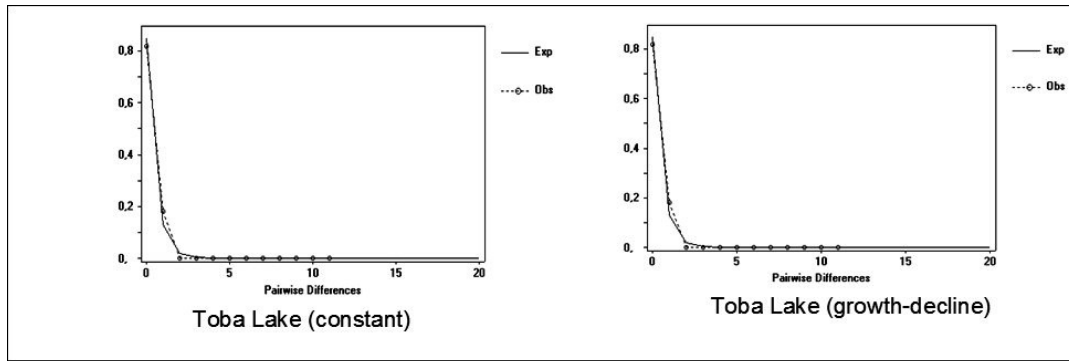 0,8
0,6
0,4
0,2
0,
0
5
10
15
20
Pairwise Differences
Exp
Obs
Toba Lake (constant)
0,8
0,6
0,4
0,2
0,
0
5
10
15
20
Pairwise Differences
Exp
Obs
Toba Lake (growth-decline)